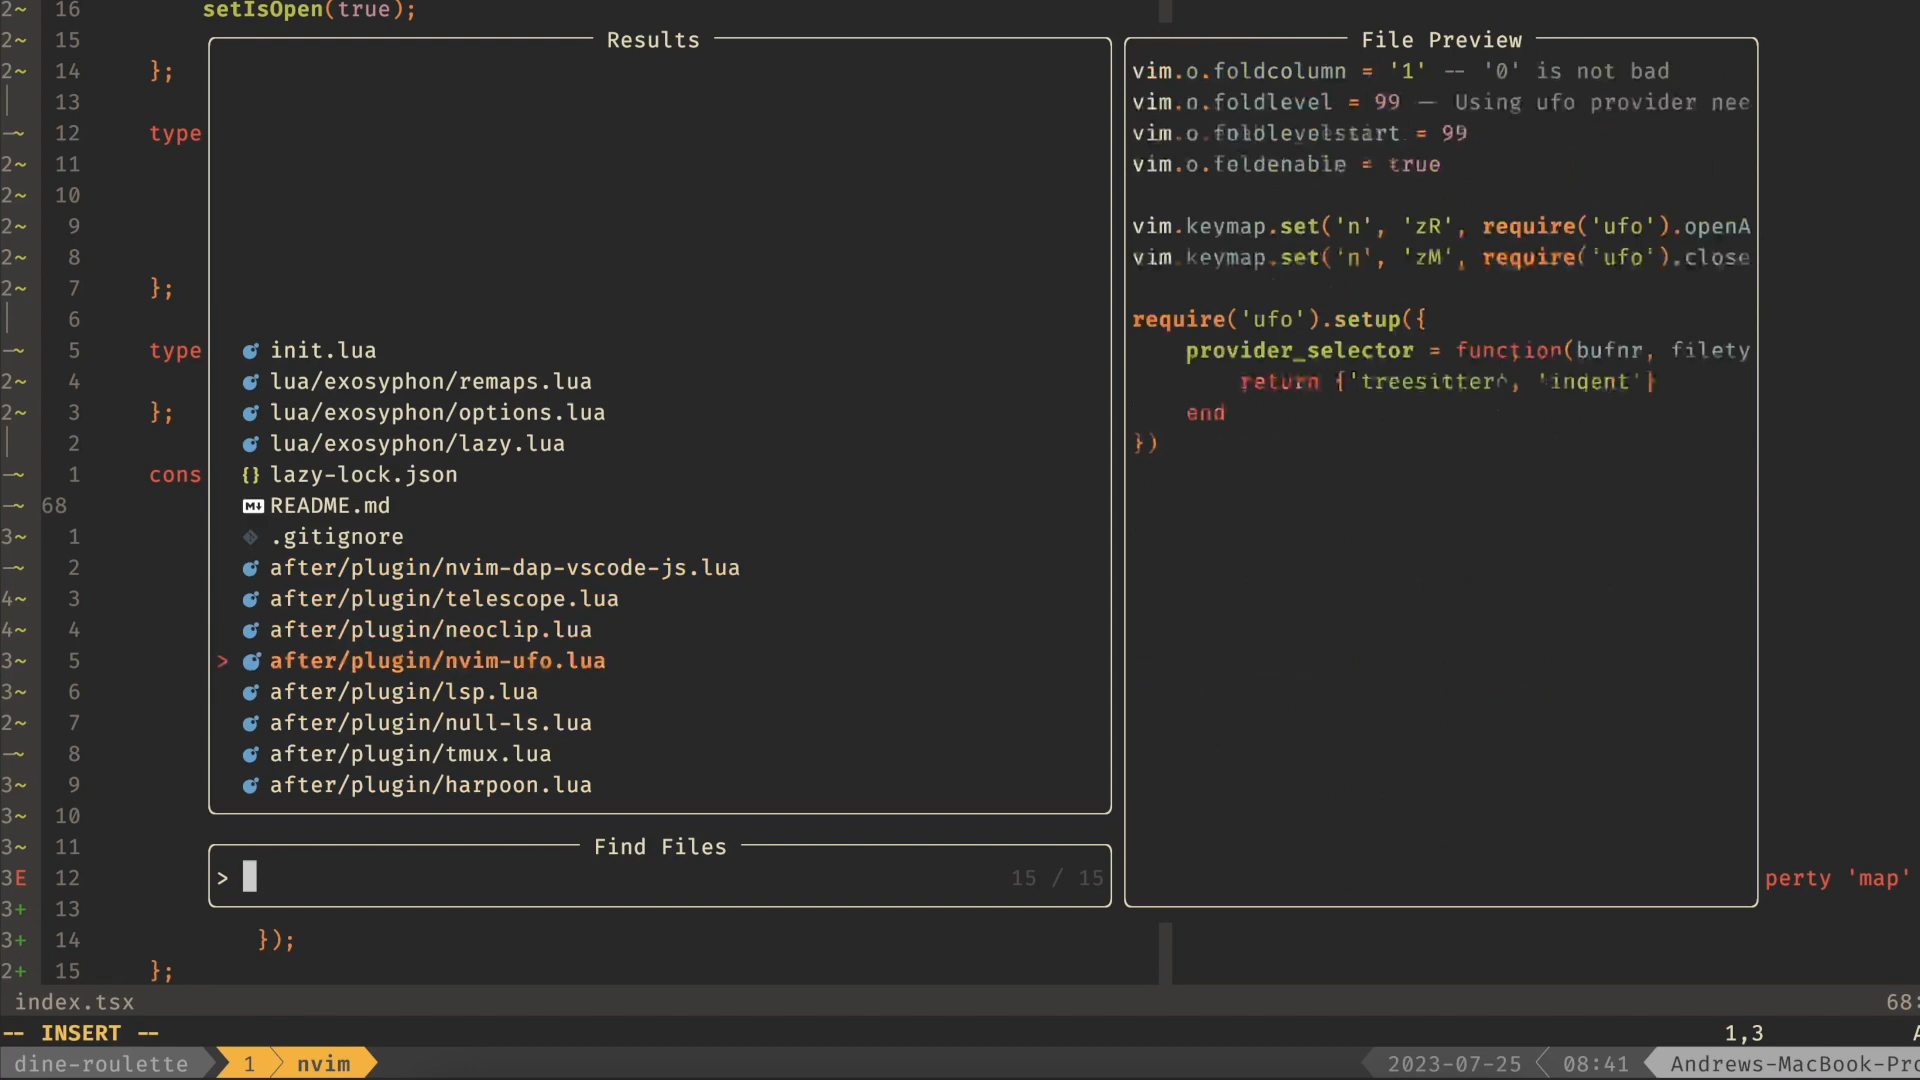 2~ 16 setIsOpen(true);
2~ 15
2~ 14 };
13
–~ 12 type
2~ 11
2~ 10
2~ 9
2~ 8
2~ 7 };
6
–~ 5 type
2~ 4
2~ 3 };
2
–~ 1 cons
–~ 68
3~ 1
–~ 2
4~ 3
4~ 4
3~ 5
3~ 6
2~ 7
–~ 8
3~ 9
3~ 10
3~ 11
3E 12
3+ 13
3+ 14 });
2+ 15 };
Results
init.lua
lua/exosyphon/remaps.lua
lua/exosyphon/options.lua
lua/exosyphon/lazy.lua
{} lazy-lock.json
M↓ README.md
.gitignore
after/plugin/nvim-dap-vscode-js.lua
after/plugin/telescope.lua
after/plugin/neoclip.lua
> after/plugin/nvim-ufo.lua
after/plugin/lsp.lua
after/plugin/null-ls.lua
after/plugin/tmux.lua
after/plugin/harpoon.lua
Find Files
> 15 / 15
File Preview
vim.o.foldcolumn = '1' -- '0' is not bad
vim.o.foldlevel = 99 — Using ufo provider nee
vim.o.foldlevelstart = 99
vim.o.foldenable = true
vim.keymap.set('n', 'zR', require('ufo').openA
vim.keymap.set('n', 'zM', require('ufo').close
require('ufo').setup({
provider_selector = function(bufnr, filety
return {'treesitter', 'indent'}
end
})
perty 'map'
index.tsx 68:
-- INSERT -- 1,3 A
dine-roulette 1 nvim 2023-07-25 08:41 Andrews-MacBook-Pro